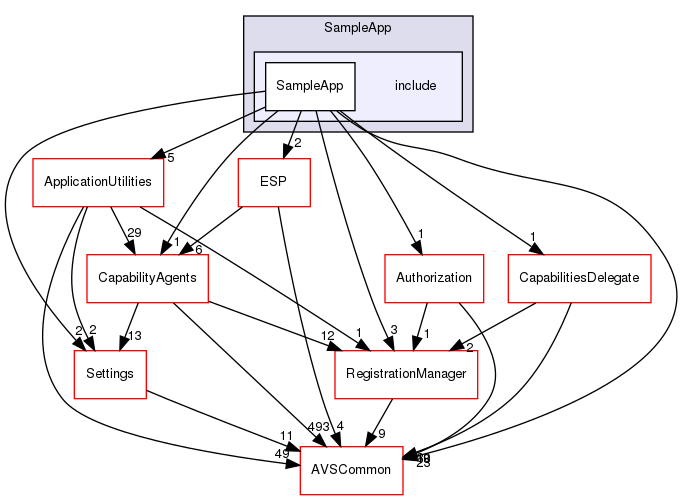 SampleApp
SampleApp
include
2
5
ApplicationUtilities
ESP
29
1
6
1
1
CapabilityAgents
Authorization
CapabilitiesDelegate
2
2
13
12
1
3
1
2
Settings
RegistrationManager
11
493
4
9
49
23
AVSCommon